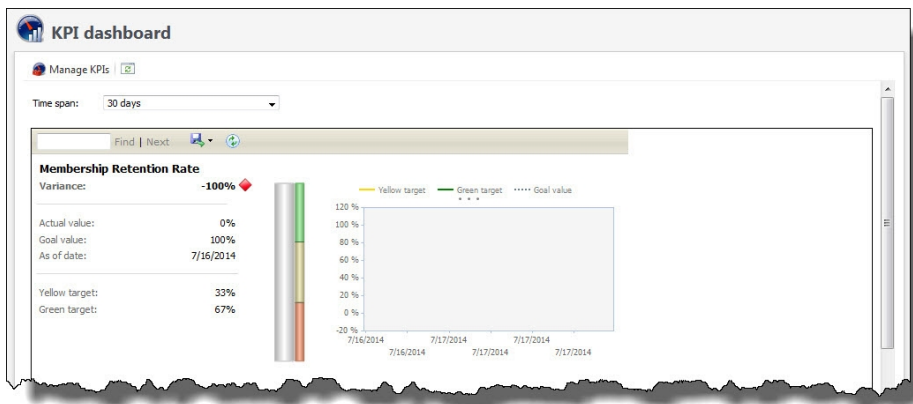 KPI dashboard
Manage KPIs
Time span: 30 days
Find | Next
Membership Retention Rate
Variance: -100%
Actual value: 0%
Goal value: 100%
As of date: 7/16/2014
Yellow target: 33%
Green target: 67%
Yellow target Green target Goal value
120 %
100 %
80 %
60 %
40 %
20 %
0 %
-20 %
7/16/2014 7/17/2014 7/17/2014
7/16/2014 7/17/2014 7/17/2014